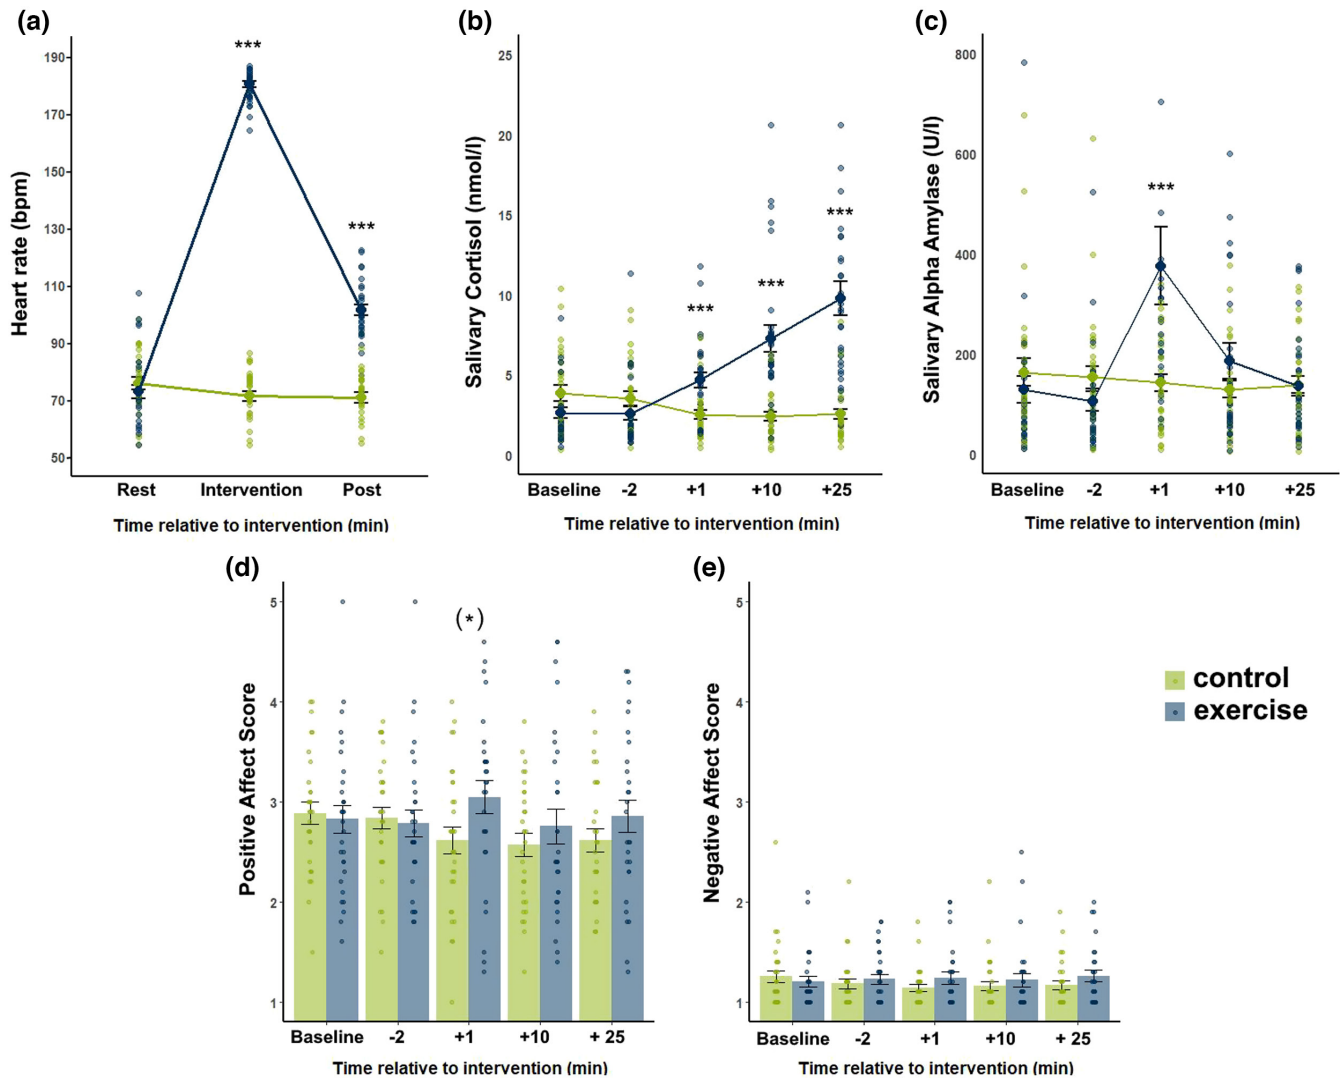 (a)
Heart rate (bpm)
190
170
150
130
110
90
70
50
***
***
Rest Intervention Post
Time relative to intervention (min)
(b)
Salivary Cortisol (nmol/l)
25
20
15
10
5
0
***
***
***
Baseline -2 +1 +10 +25
Time relative to intervention (min)
(c)
Salivary Alpha Amylase (U/l)
800
600
400
200
0
***
Baseline -2 +1 +10 +25
Time relative to intervention (min)
(d)
Positive Affect Score
5
4
3
2
1
(*)
Baseline -2 +1 +10 + 25
Time relative to intervention (min)
(e)
Negative Affect Score
5
4
3
2
1
Baseline -2 +1 +10 + 25
Time relative to intervention (min)
control
exercise